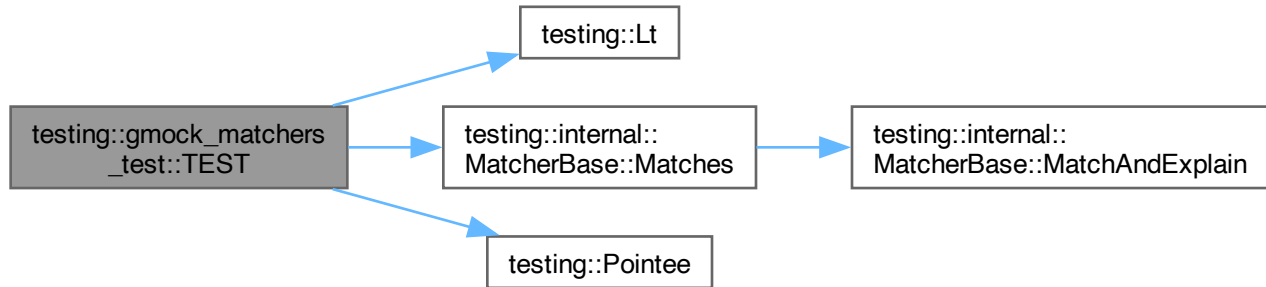 testing::Lt
testing::gmock_matchers
_test::TEST
testing::internal::
MatcherBase::Matches
testing::internal::
MatcherBase::MatchAndExplain
testing::Pointee